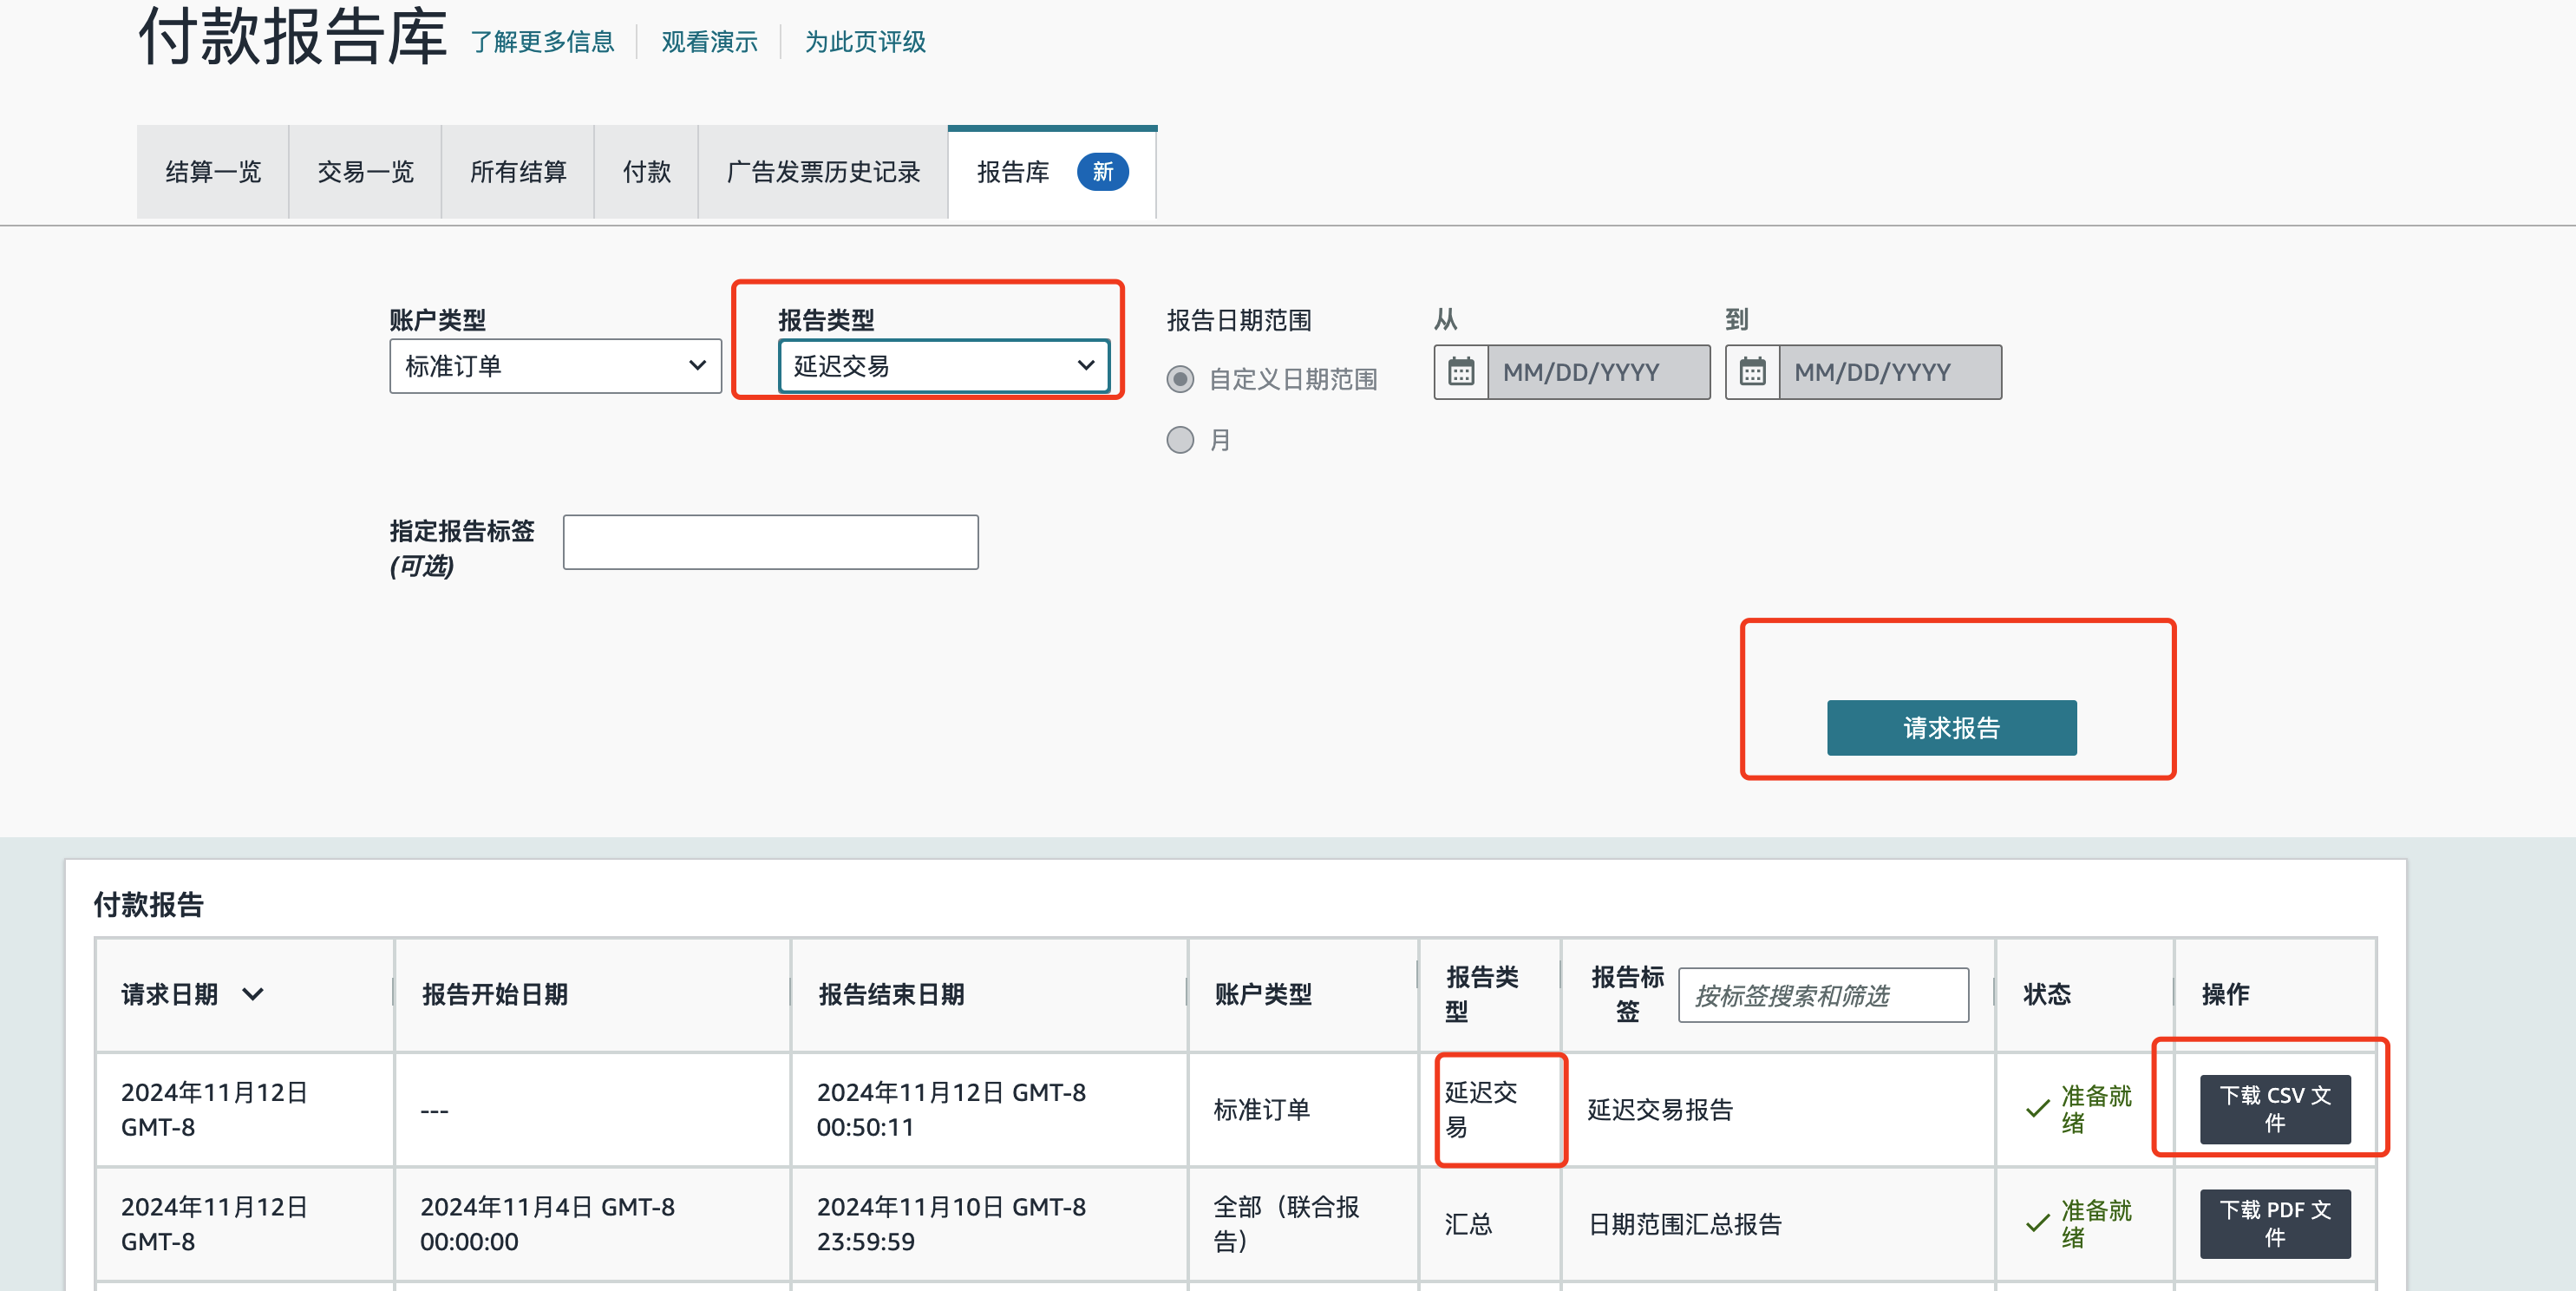 付款报告库 了解更多信息 观看演示 为此页评级
结算一览 交易一览 所有结算 付款 广告发票历史记录 报告库 新
账户类型 报告类型 报告日期范围 从 到
标准订单 延迟交易 自定义日期范围 MM/DD/YYYY MM/DD/YYYY
月
指定报告标签
(可选)
请求报告
付款报告
请求日期 报告开始日期 报告结束日期 账户类型 报告类
型 报告标
签 按标签搜索和筛选 状态 操作
2024年11月12日
GMT-8
---
2024年11月12日 GMT-8
00:50:11
标准订单
延迟交
易
延迟交易报告
准备就
绪
下载 CSV 文
件
2024年11月12日
GMT-8
2024年11月4日 GMT-8
00:00:00
2024年11月10日 GMT-8
23:59:59
全部（联合报
告）
汇总
日期范围汇总报告
准备就
绪
下载 PDF 文
件